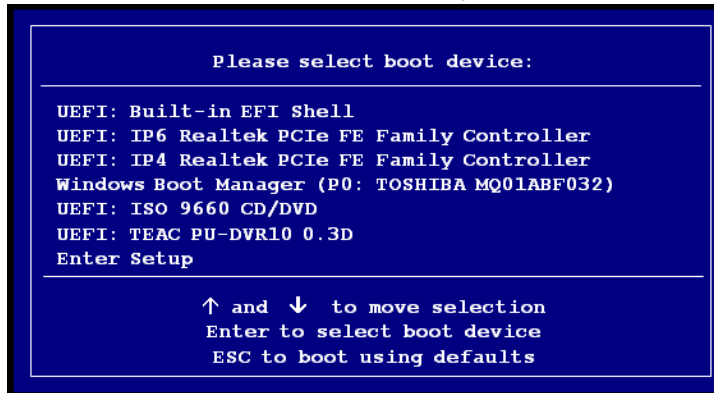 Please select boot device:
UEFI: Built-in EFI Shell
UEFI: IP6 Realtek PCIe FE Family Controller
UEFI: IP4 Realtek PCIe FE Family Controller
Windows Boot Manager (P0: TOSHIBA MQ01ABF032)
UEFI: ISO 9660 CD/DVD
UEFI: TEAC PU-DVR10 0.3D
Enter Setup
↑ and ↓ to move selection
Enter to select boot device
ESC to boot using defaults